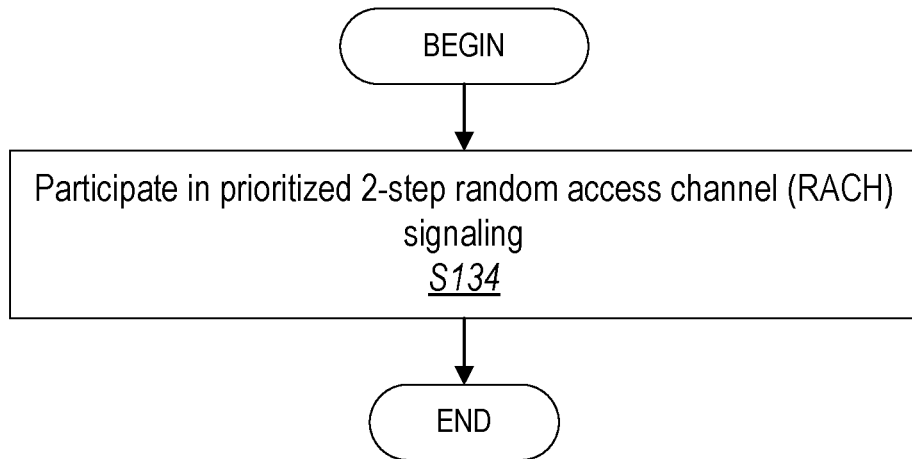 BEGIN
Participate in prioritized 2-step random access channel (RACH)
signaling
S134
END